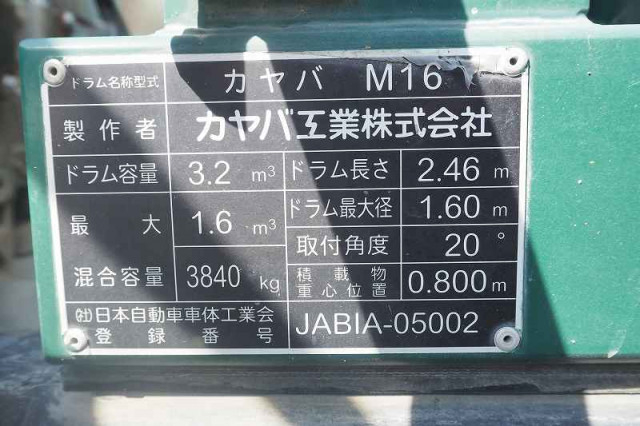 ドラム名称型式 カヤバ M16
製作者 カヤバ工業株式会社
ドラム容量 3.2 m³ ドラム長さ 2.46 m
最大混合容量 1.6 m³ ドラム最大径 1.60 m
3840 kg 取付角度 20°
積載物重心位置 0.800 m
㈳日本自動車車体工業会
登録番号 JABIA-05002